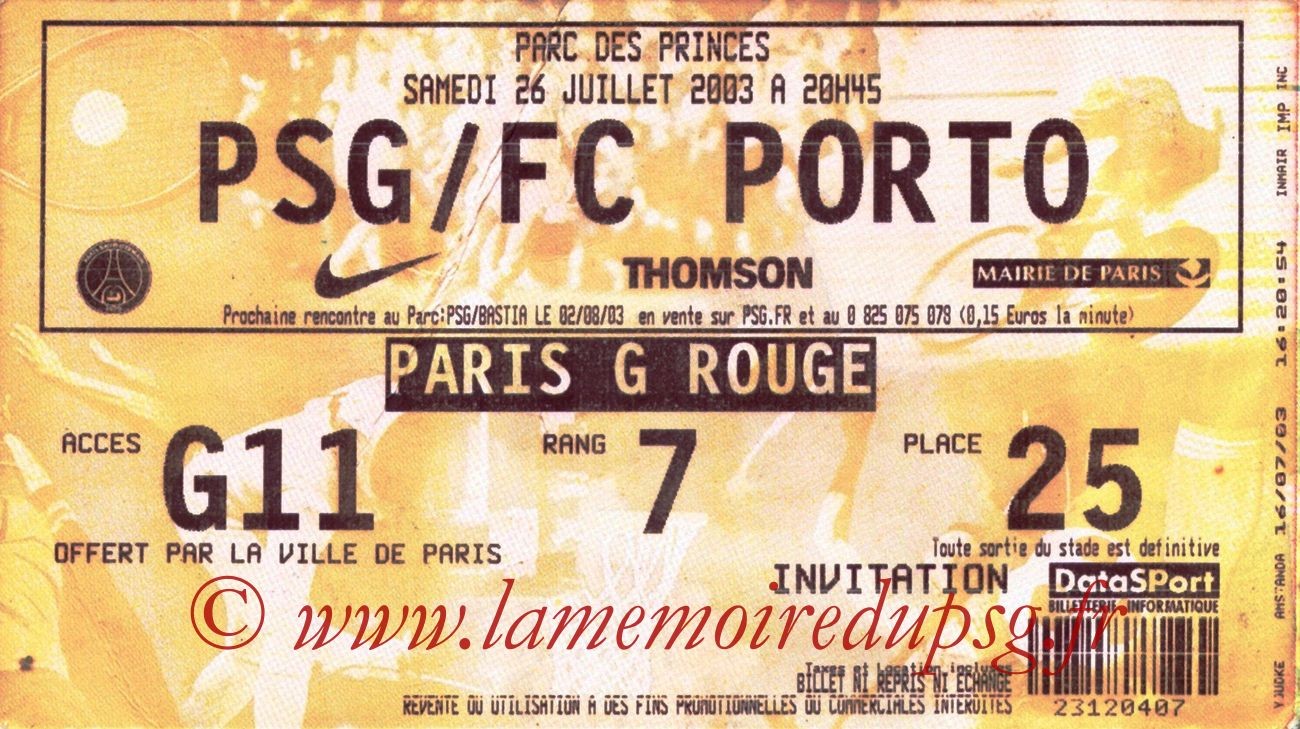 PARC DES PRINCES
SAMEDI 26 JUILLET 2003 A 20H45
PSG/FC PORTO
THOMSON
MAIRIE DE PARIS
Prochaine rencontre au Parc:PSG/BASTIA LE 02/08/03 en vente sur PSG.FR et au 0 825 075 078 (0,15 Euros la minute)
PARIS G ROUGE
ACCES G11 RANG 7 PLACE 25
OFFERT PAR LA VILLE DE PARIS
Toute sortie du stade est definitive
INVITATION
DataSPort
BILLETTERIE INFORMATIQUE
© www.lamemoiredupsg.fr
Taxes et Location incluses
BILLET NI REPRIS NI ECHANGE
REVENTE OU UTILISATION A DES FINS PROMOTIONNELLES OU COMMERCIALES INTERDITES
23120407
16/07/03 16:20:54 INMAIR IMP INC